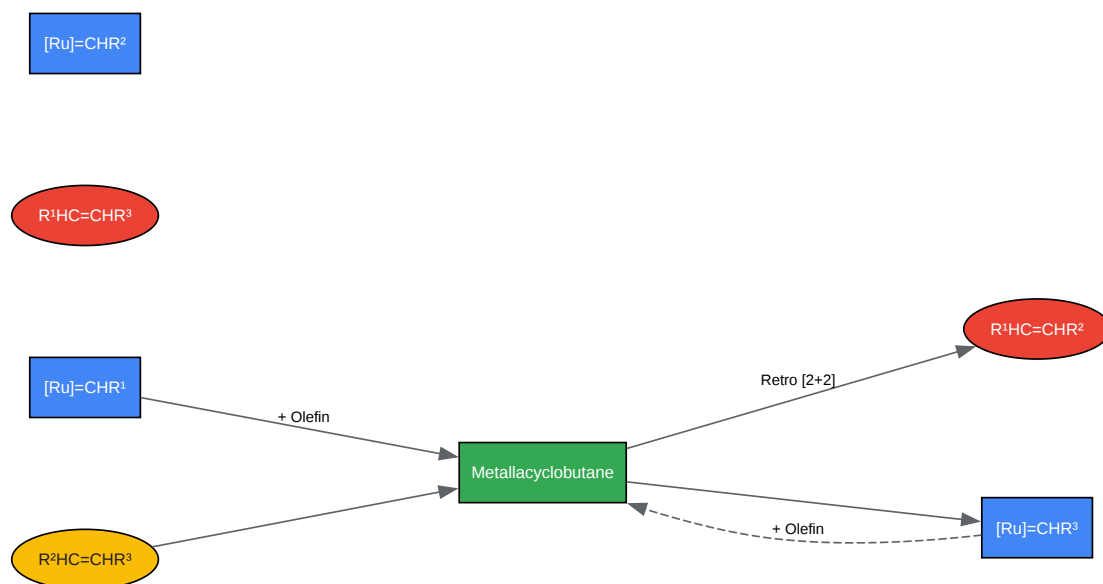 [Ru]=CHR²
R¹HC=CHR³
R¹HC=CHR²
Retro [2+2]
[Ru]=CHR¹
+ Olefin
Metallacyclobutane
+ Olefin
[Ru]=CHR³
R²HC=CHR³